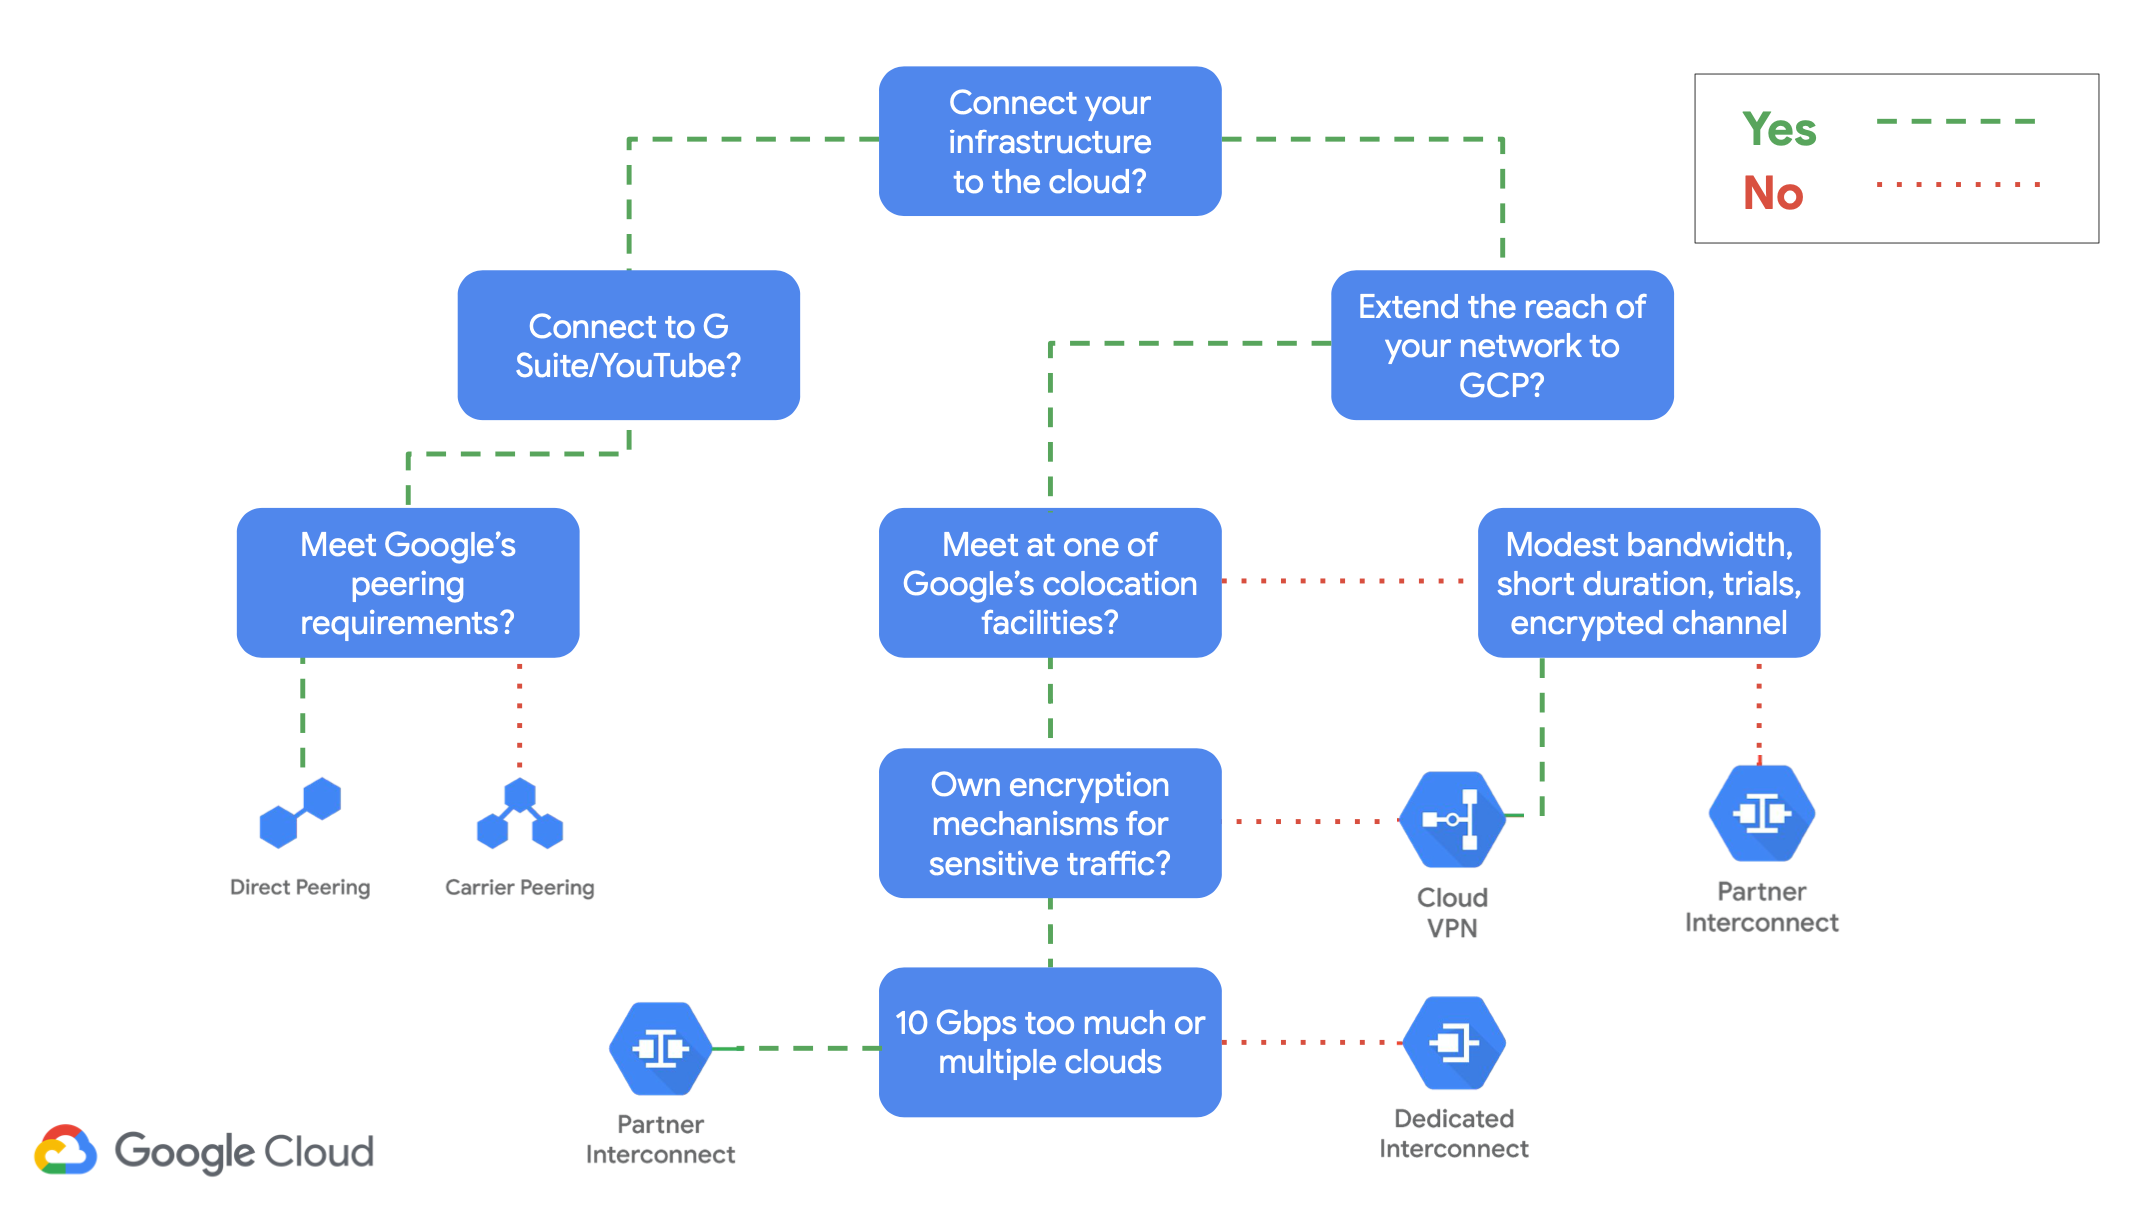 Connect your
infrastructure
to the cloud?
Yes
No
Connect to G
Suite/YouTube?
Extend the reach of
your network to
GCP?
Meet Google’s
peering
requirements?
Meet at one of
Google’s colocation
facilities?
Modest bandwidth,
short duration, trials,
encrypted channel
Own encryption
mechanisms for
sensitive traffic?
Direct Peering
Carrier Peering
Cloud
VPN
Partner
Interconnect
10 Gbps too much or
multiple clouds
Partner
Interconnect
Dedicated
Interconnect
Google Cloud